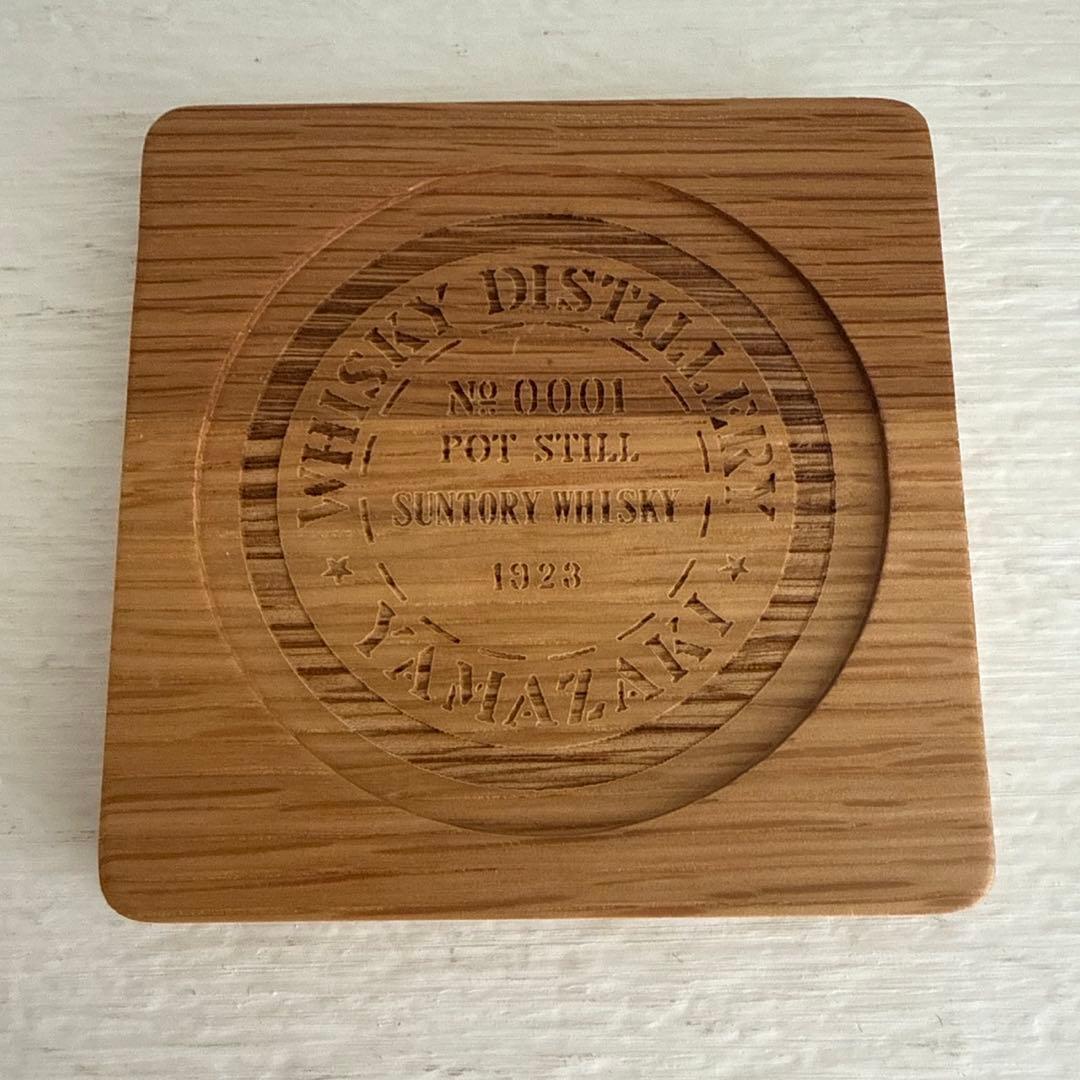 WHISKY DISTILLERY
No 0001
POT STILL
SUNTORY WHISKY
1923
YAMAZAKI